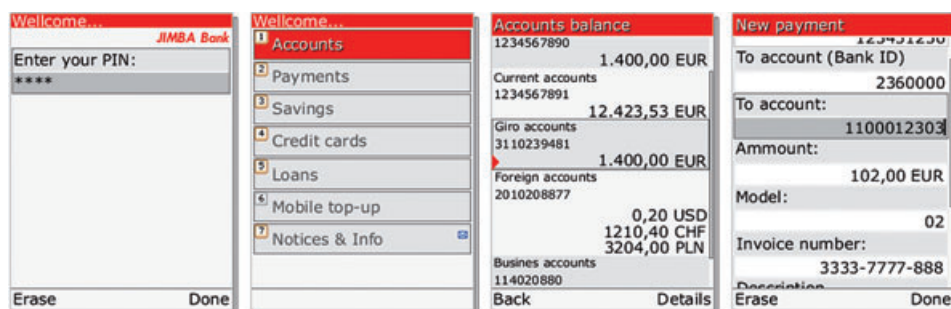 Wellcome...
JIMBA Bank
Enter your PIN:
****
Erase Done
Wellcome...
1 Accounts
2 Payments
3 Savings
4 Credit cards
5 Loans
6 Mobile top-up
7 Notices & Info
Accounts balance
1234567890
1.400,00 EUR
Current accounts
1234567891
12.423,53 EUR
Giro accounts
3110239481
1.400,00 EUR
Foreign accounts
2010208877
0,20 USD
1210,40 CHF
3204,00 PLN
Busines accounts
114020880
Back Details
New payment
To account (Bank ID)
2360000
To account:
1100012303
Ammount:
102,00 EUR
Model:
02
Invoice number:
3333-7777-888
Description
Erase Done